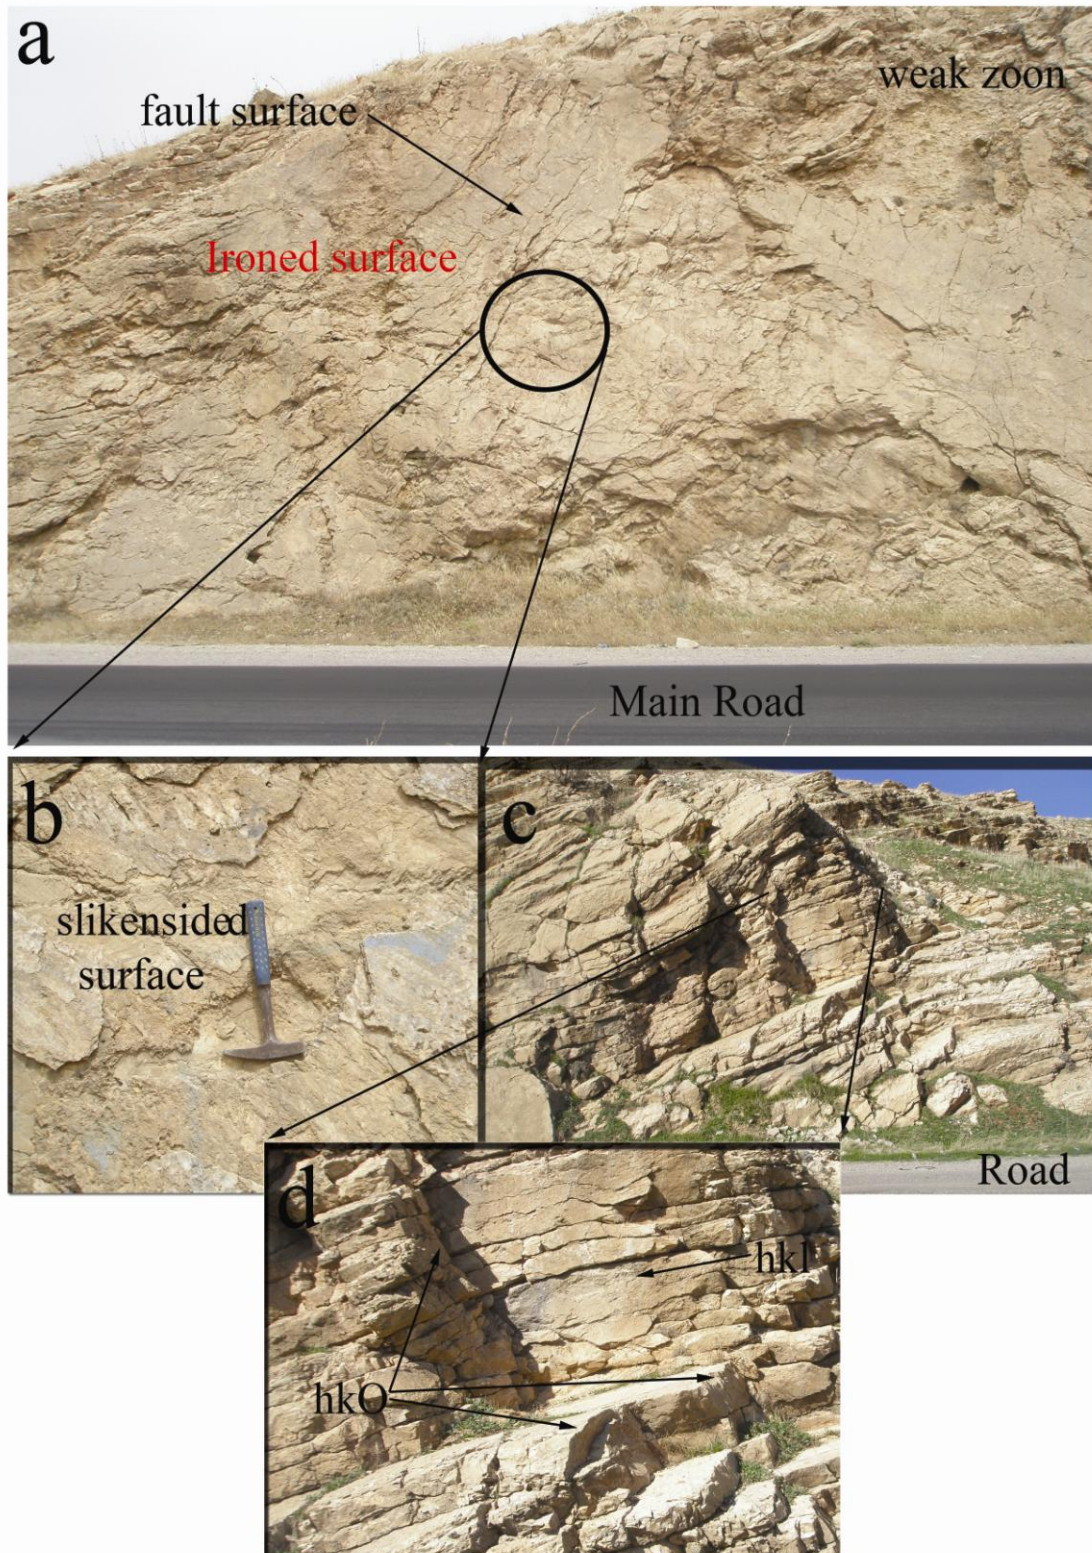 a
weak zoon
fault surface
Ironed surface
Main Road
b
slikensided
surface
c
Road
d
hkl
hkO